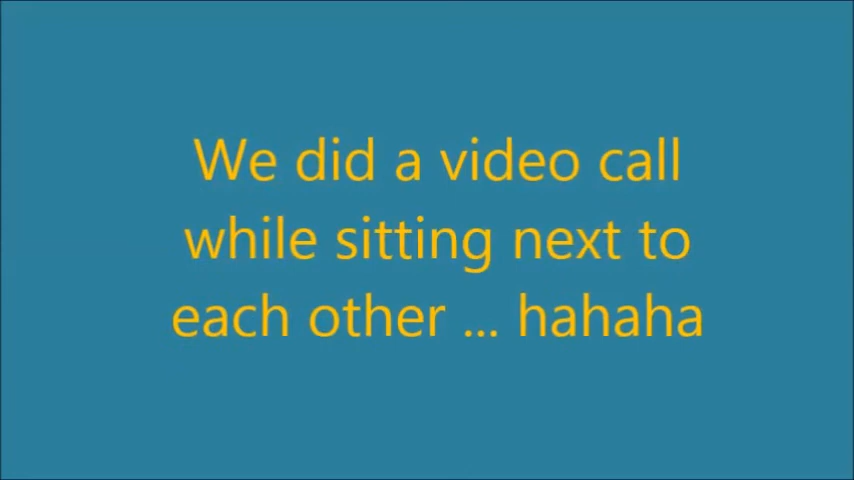 We did a video call
while sitting next to
each other ... hahaha